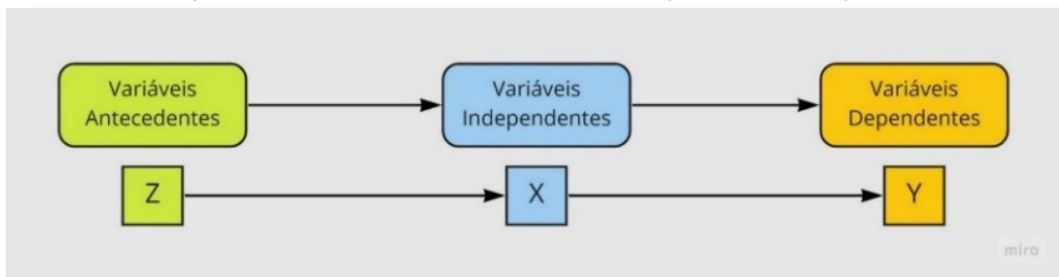 Variáveis
Antecedentes
Variáveis
Independentes
Variáveis
Dependentes
Z
X
Y
miro